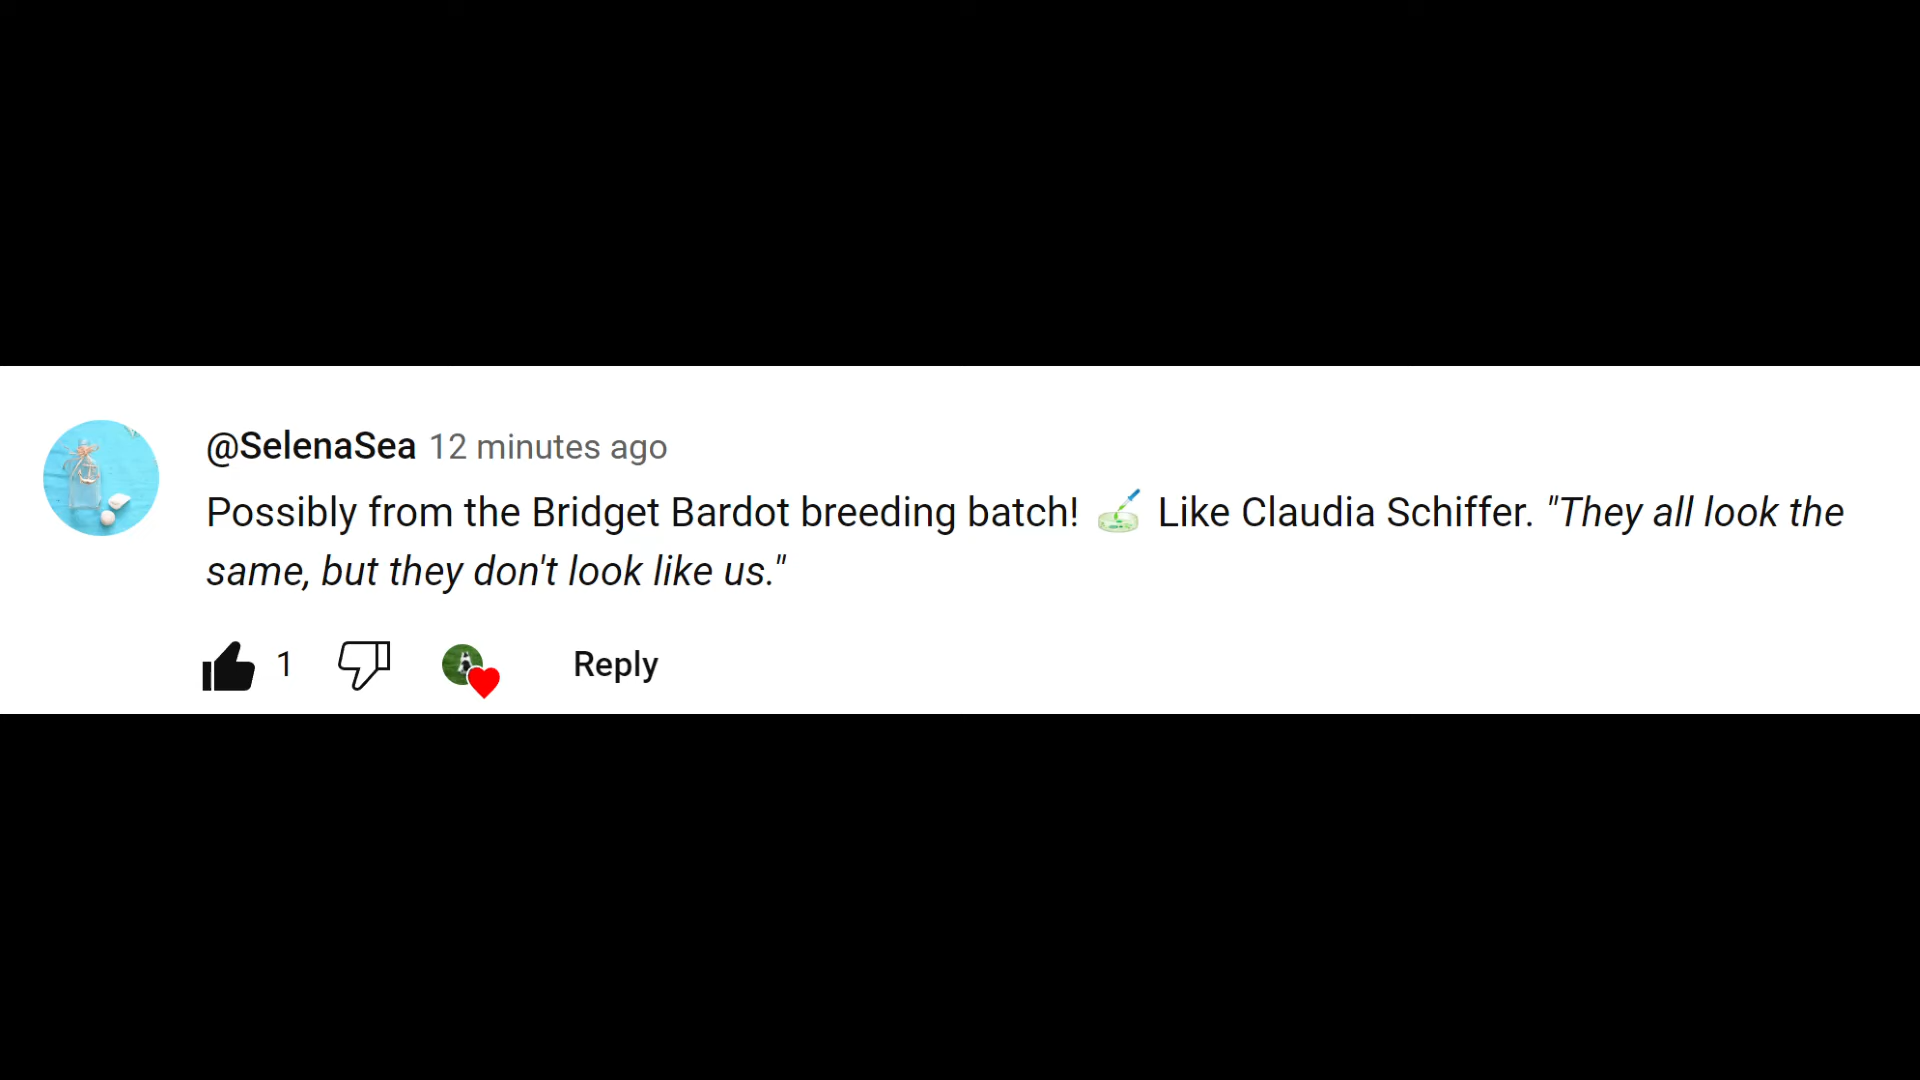 @SelenaSea 12 minutes ago
Possibly from the Bridget Bardot breeding batch! 🧫 Like Claudia Schiffer. "They all look the
same, but they don't look like us."
1 Reply